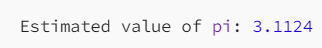 Estimated value of pi: 3.1124